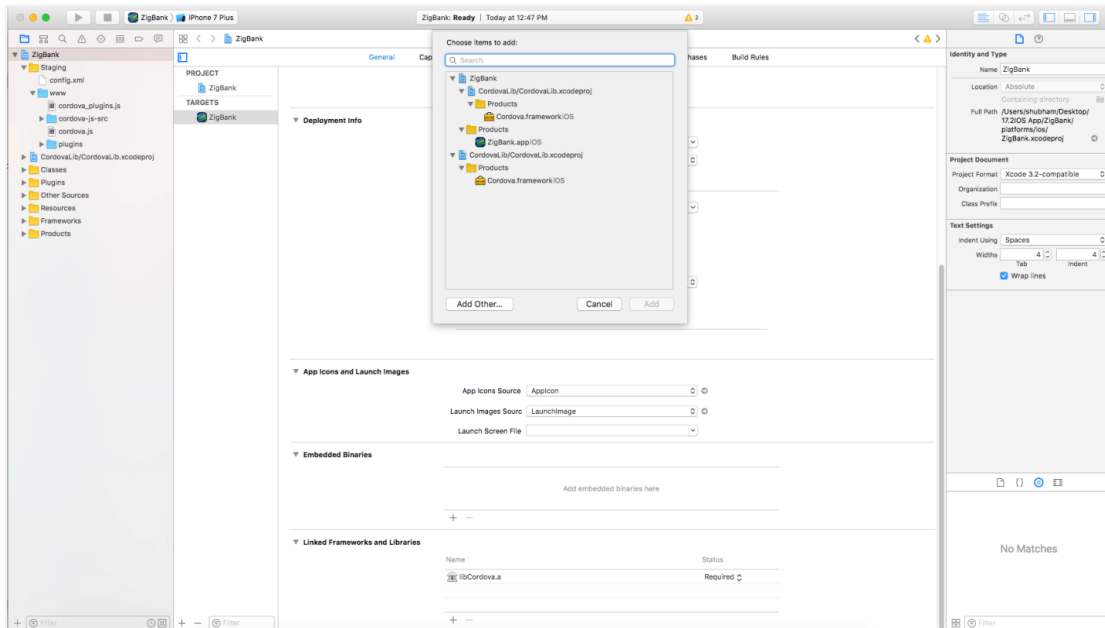 ZigBank
iPhone 7 Plus
ZigBank: Ready | Today at 12:47 PM
2
ZigBank
ZigBank
Staging
config.xml
www
cordova_plugins.js
cordova-js-src
cordova.js
plugins
CordovaLib/CordovaLib.xcodeproj
Classes
Plugins
Other Sources
Resources
Frameworks
Products
Filter
PROJECT
ZigBank
TARGETS
ZigBank
Filter
General
Cap
hases
Build Rules
Choose items to add:
Search
ZigBank
CordovaLib/CordovaLib.xcodeproj
Products
Cordova.framework iOS
Products
ZigBank.app iOS
CordovaLib/CordovaLib.xcodeproj
Products
Cordova.framework iOS
Add Other...
Cancel
Add
Deployment Info
App Icons and Launch Images
App Icons Source AppIcon
Launch Images Sourc LaunchImage
Launch Screen File
Embedded Binaries
Add embedded binaries here
Linked Frameworks and Libraries
Name Status
libCordova.a Required
Identity and Type
Name ZigBank
Location Absolute
Containing directory
Full Path /Users/shubham/Desktop/
17.2IOS App/ZigBank/
platforms/ios/
ZigBank.xcodeproj
Project Document
Project Format Xcode 3.2-compatible
Organization
Class Prefix
Text Settings
Indent Using Spaces
Widths 4 4
Tab Indent
Wrap lines
No Matches
Filter